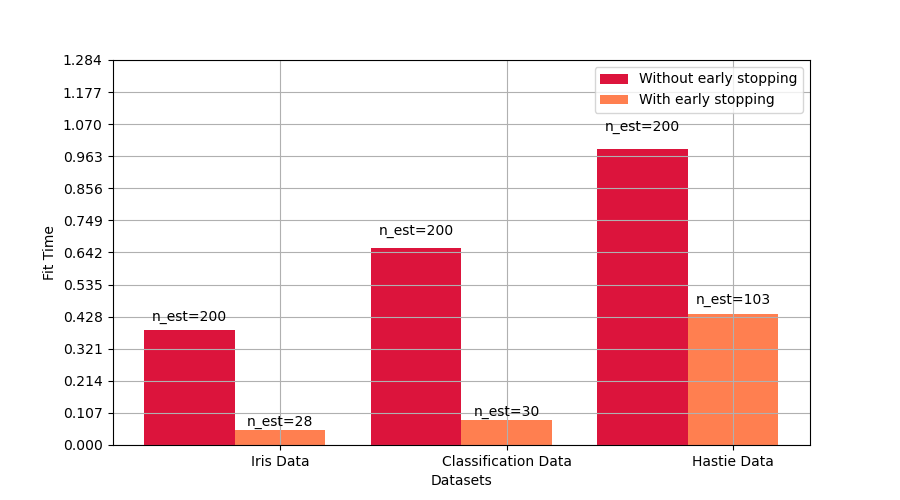 1.284
1.177
1.070
0.963
0.856
0.749
0.642
0.535
0.428
0.321
0.214
0.107
0.000
Fit Time
Without early stopping
With early stopping
n_est=200
n_est=200
n_est=200
n_est=28
n_est=30
n_est=103
Iris Data
Classification Data
Hastie Data
Datasets